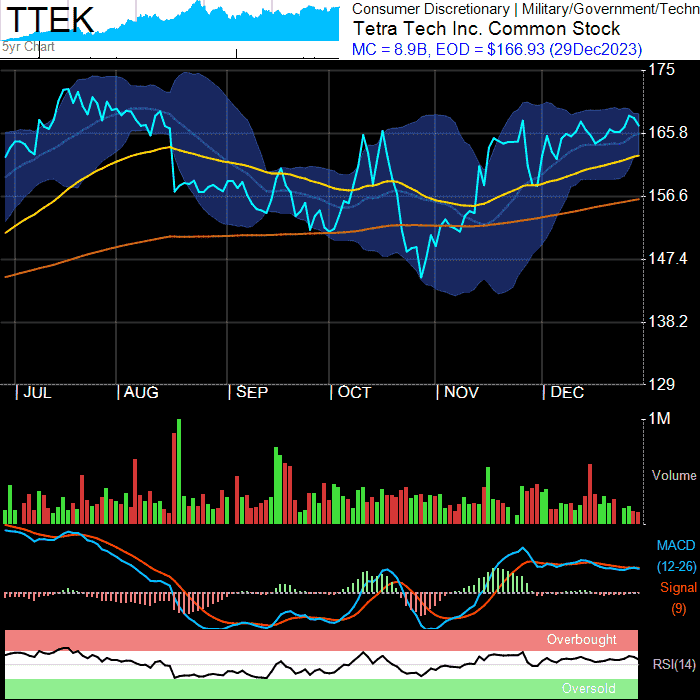 TTEK
5yr Chart
Consumer Discretionary | Military/Government/Techn
Tetra Tech Inc. Common Stock
MC = 8.9B, EOD = $166.93 (29Dec2023)
175
165.8
156.6
147.4
138.2
129
| JUL | AUG | SEP | OCT | NOV | DEC
1M
Volume
MACD
(12-26)
Signal
(9)
Overbought
RSI(14)
Oversold